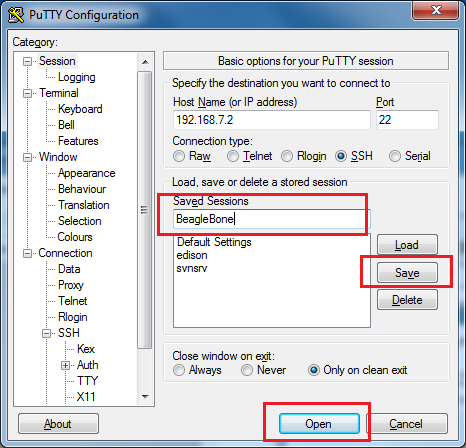 PuTTY Configuration
Category:
Session
Logging
Terminal
Keyboard
Bell
Features
Window
Appearance
Behaviour
Translation
Selection
Colours
Connection
Data
Proxy
Telnet
Rlogin
SSH
Kex
Auth
TTY
X11
Basic options for your PuTTY session
Specify the destination you want to connect to
Host Name (or IP address) Port
192.168.7.2 22
Connection type:
Raw Telnet Rlogin SSH Serial
Load, save or delete a stored session
Saved Sessions
BeagleBone
Default Settings
edison
svnsrv
Load
Save
Delete
Close window on exit:
Always Never Only on clean exit
About Open Cancel